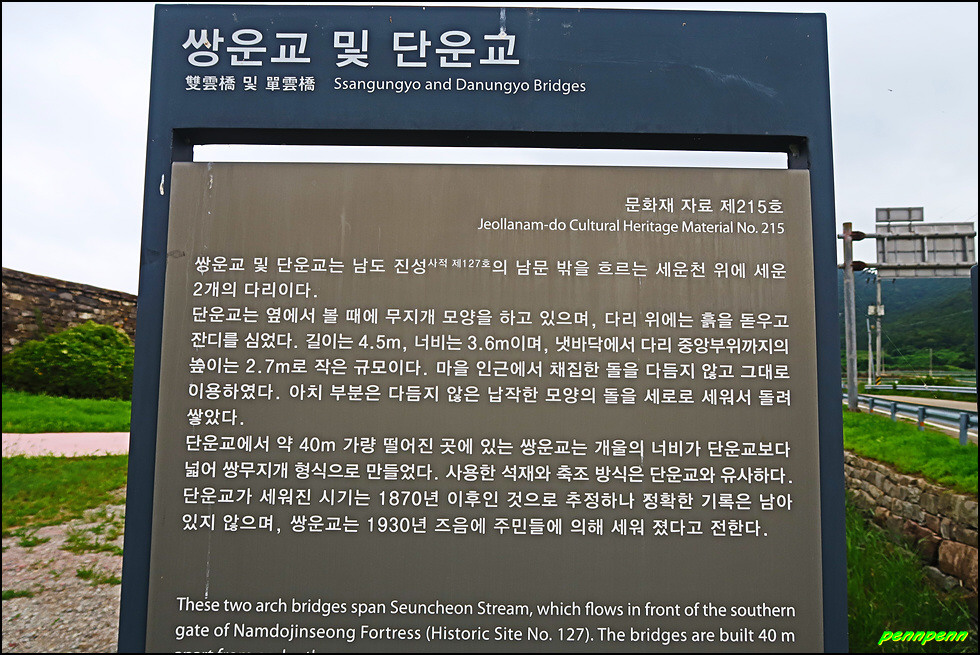 쌍운교 및 단운교
雙雲橋 및 單雲橋 Ssangungyo and Danungyo Bridges
문화재 자료 제215호
Jeollanam-do Cultural Heritage Material No. 215
쌍운교 및 단운교는 남도 진성사적 제127호의 남문 밖을 흐르는 세운천 위에 세운
2개의 다리이다.
단운교는 옆에서 볼 때에 무지개 모양을 하고 있으며, 다리 위에는 흙을 돋우고
잔디를 심었다. 길이는 4.5m, 너비는 3.6m이며, 냇바닥에서 다리 중앙부위까지의
높이는 2.7m로 작은 규모이다. 마을 인근에서 채집한 돌을 다듬지 않고 그대로
이용하였다. 아치 부분은 다듬지 않은 납작한 모양의 돌을 세로로 세워서 돌려
쌓았다.
단운교에서 약 40m 가량 떨어진 곳에 있는 쌍운교는 개울의 너비가 단운교보다
넓어 쌍무지개 형식으로 만들었다. 사용한 석재와 축조 방식은 단운교와 유사하다.
단운교가 세워진 시기는 1870년 이후인 것으로 추정하나 정확한 기록은 남아
있지 않으며, 쌍운교는 1930년 즈음에 주민들에 의해 세워 졌다고 전한다.
These two arch bridges span Seuncheon Stream, which flows in front of the southern
gate of Namdojinseong Fortress (Historic Site No. 127). The bridges are built 40 m
pennpenn